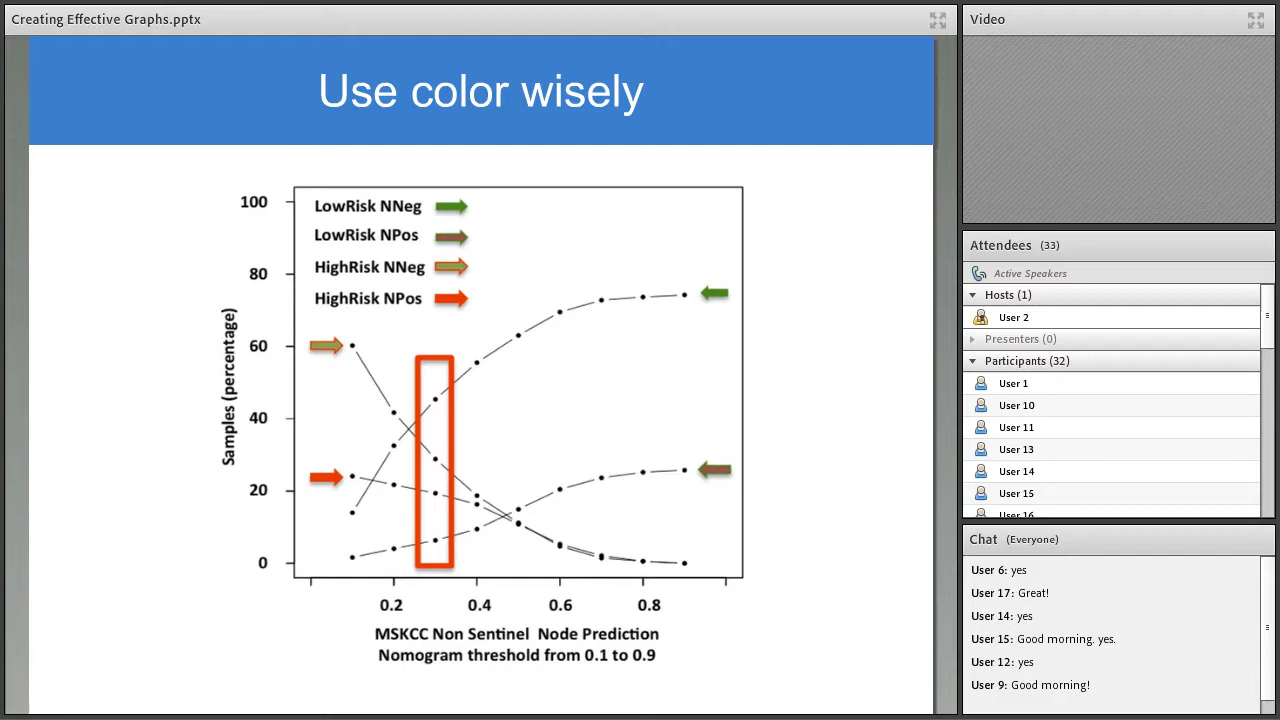 Creating Effective Graphs.pptx
Use color wisely
100
80
60
40
20
0
Samples (percentage)
LowRisk NNeg
LowRisk NPos
HighRisk NNeg
HighRisk NPos
0.2 0.4 0.6 0.8
MSKCC Non Sentinel Node Prediction
Nomogram threshold from 0.1 to 0.9
Video
Attendees (33)
Active Speakers
Hosts (1)
User 2
Presenters (0)
Participants (32)
User 1
User 10
User 11
User 13
User 14
User 15
User 16
Chat (Everyone)
User 6: yes
User 17: Great!
User 14: yes
User 15: Good morning. yes.
User 12: yes
User 9: Good morning!